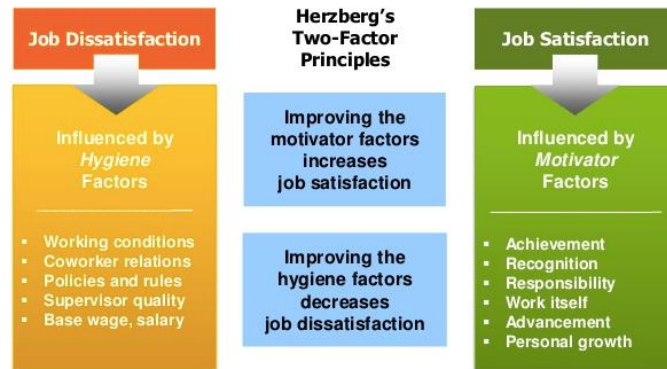 Job Dissatisfaction
Influenced by
Hygiene
Factors
Working conditions
Coworker relations
Policies and rules
Supervisor quality
Base wage, salary
Herzberg's
Two-Factor
Principles
Improving the
motivator factors
increases
job satisfaction
Improving the
hygiene factors
decreases
job dissatisfaction
Job Satisfaction
Influenced by
Motivator
Factors
Achievement
Recognition
Responsibility
Work itself
Advancement
Personal growth